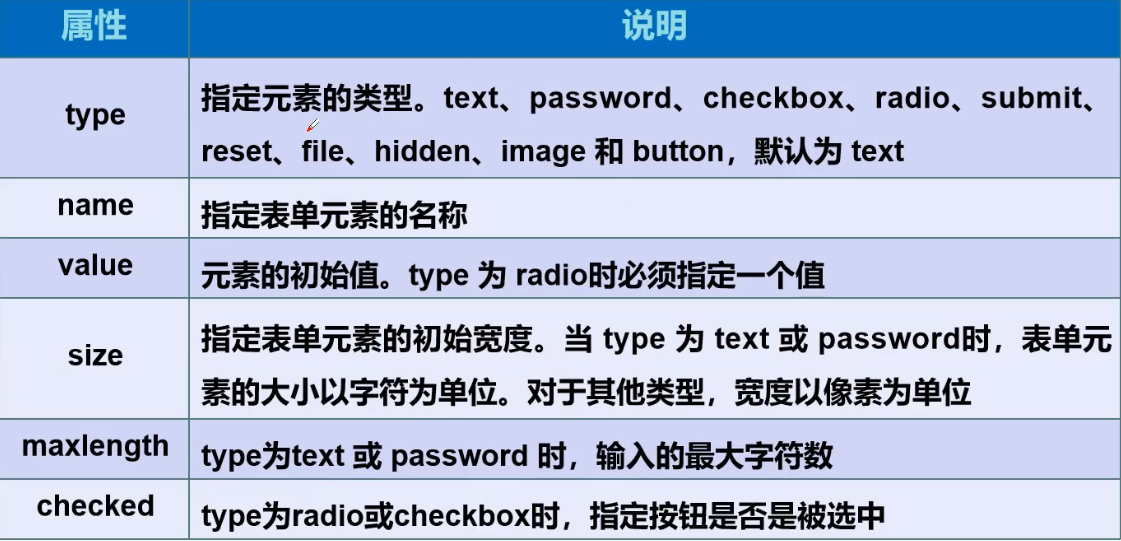 属性
说明
type
指定元素的类型。text、password、checkbox、radio、submit、
reset、file、hidden、image 和 button，默认为 text
name
指定表单元素的名称
value
元素的初始值。type 为 radio时必须指定一个值
size
指定表单元素的初始宽度。当 type 为 text 或 password时，表单元
素的大小以字符为单位。对于其他类型，宽度以像素为单位
maxlength
type为text 或 password 时，输入的最大字符数
checked
type为radio或checkbox时，指定按钮是否是被选中